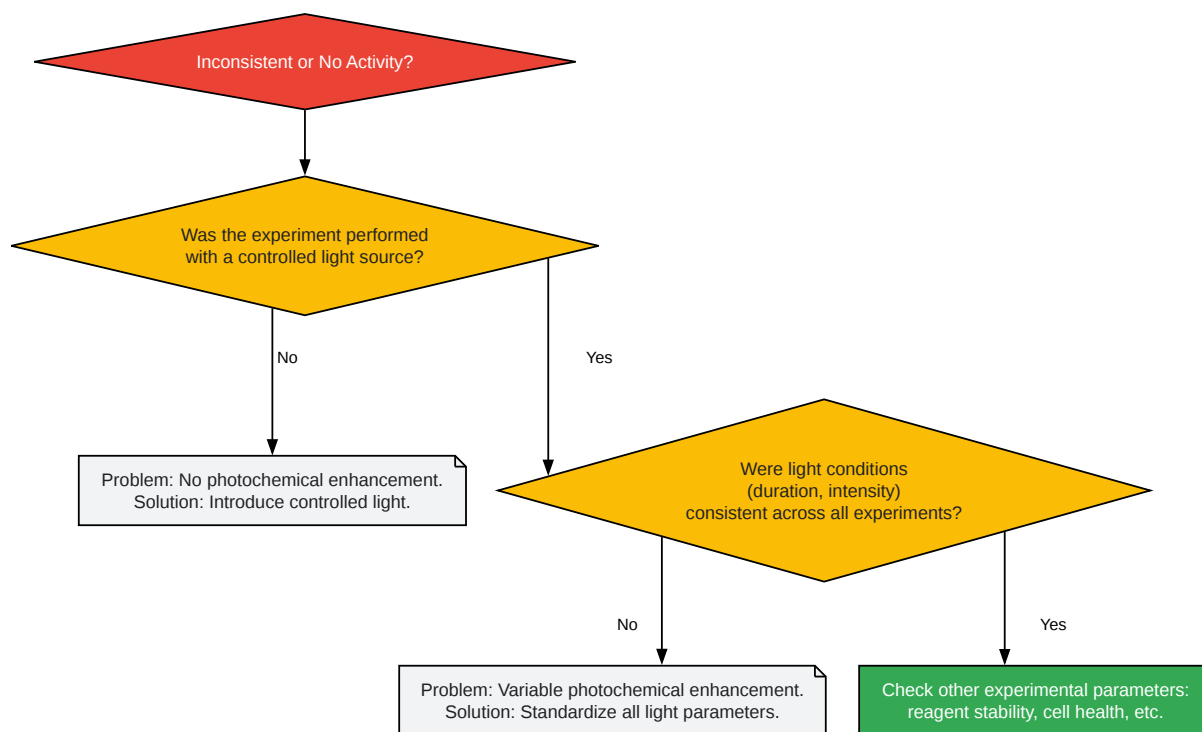 Inconsistent or No Activity?
Was the experiment performed
with a controlled light source?
No
Yes
Problem: No photochemical enhancement.
Solution: Introduce controlled light.
Were light conditions
(duration, intensity)
consistent across all experiments?
No
Yes
Problem: Variable photochemical enhancement.
Solution: Standardize all light parameters.
Check other experimental parameters:
reagent stability, cell health, etc.